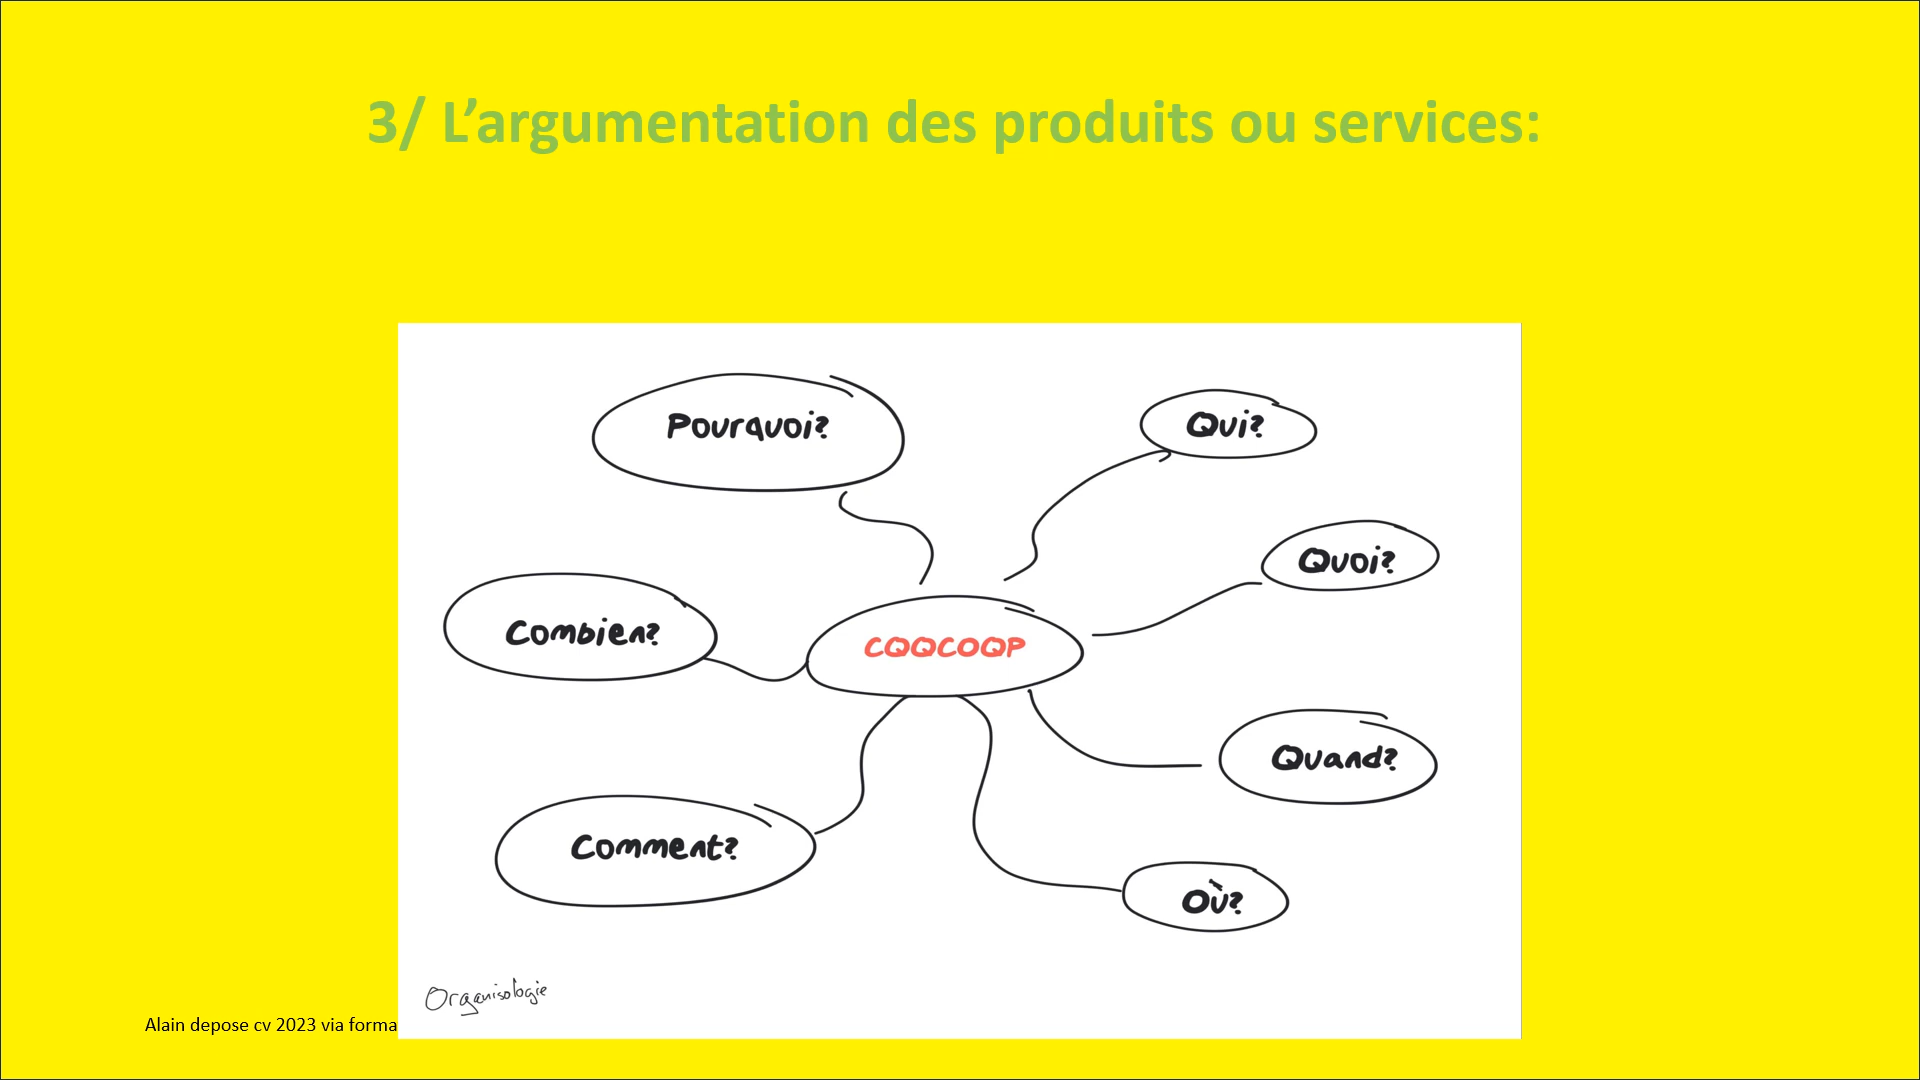 3/ L’argumentation des produits ou services:
Pourquoi?
Qui?
Quoi?
Combien?
CQQCOQP
Quand?
Comment?
Où?
Organisologie
Alain depose cv 2023 via forma